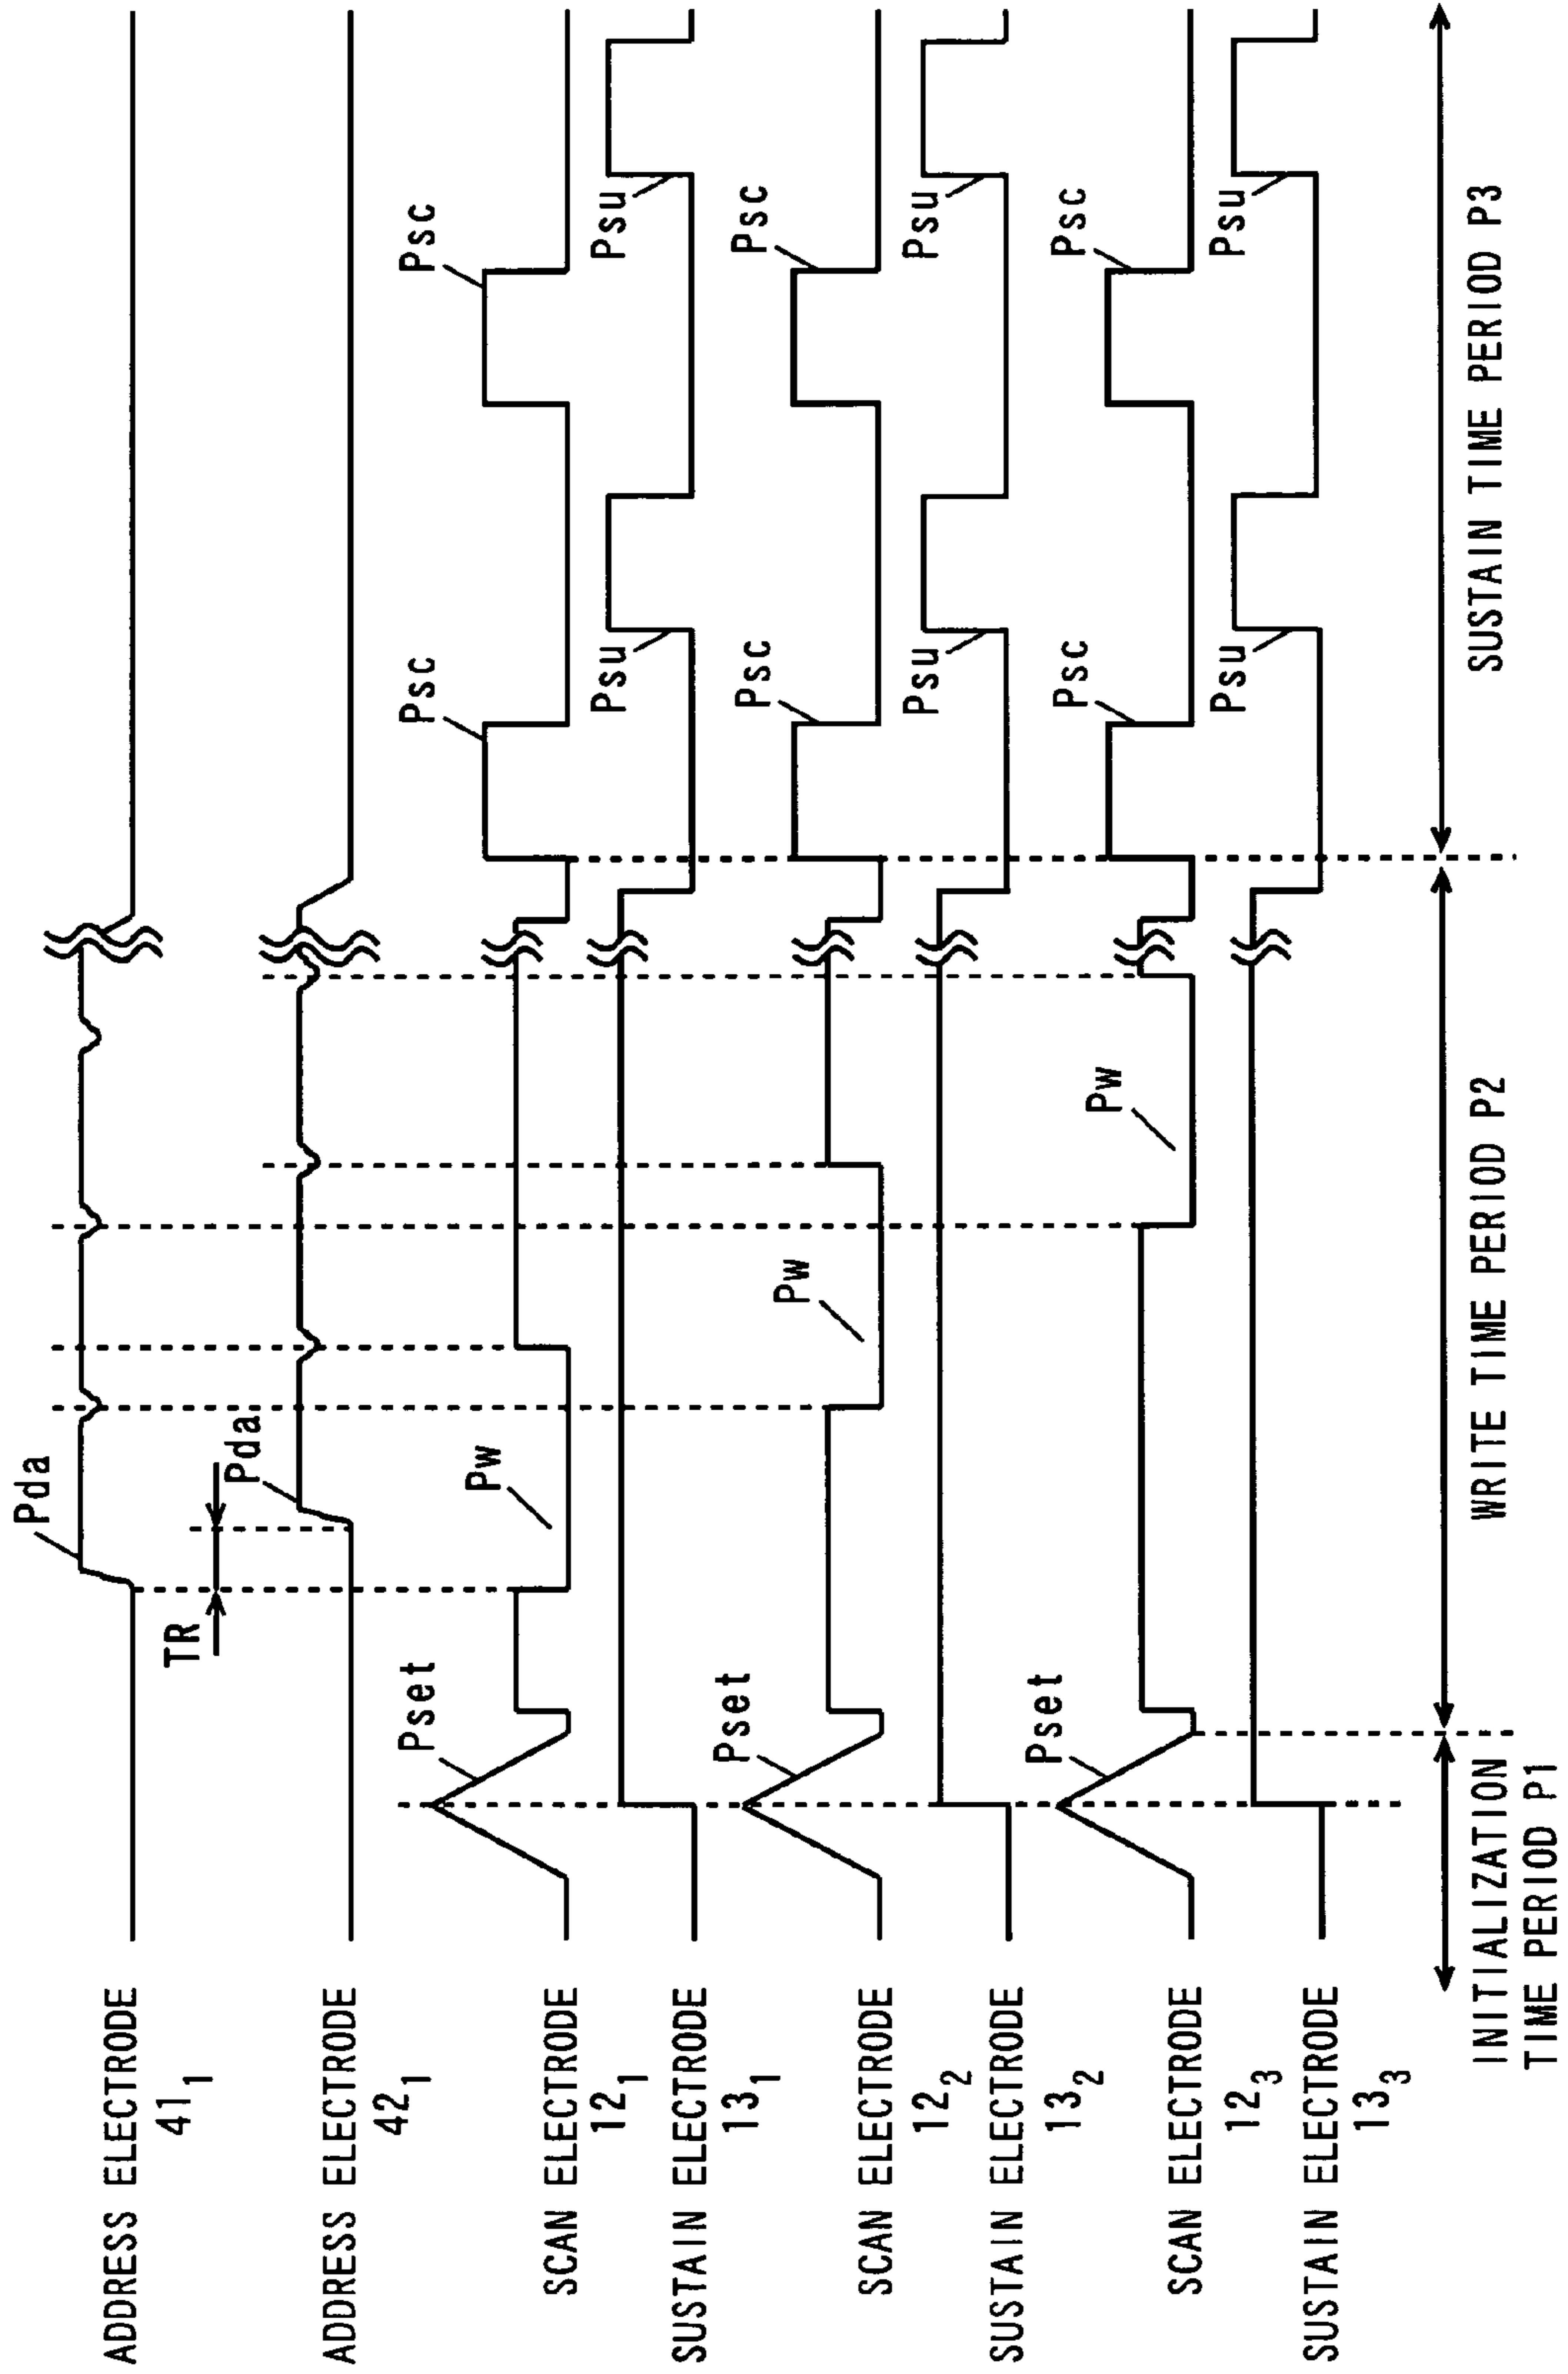 ADDRESS ELECTRODE
41₁
Pda
TR
ADDRESS ELECTRODE
42₁
Pda
SCAN ELECTRODE
12₁
Pset
Pw
Psc
Psc
SUSTAIN ELECTRODE
13₁
Psu
Psu
SCAN ELECTRODE
12₂
Pset
Pw
Psc
Psc
SUSTAIN ELECTRODE
13₂
Psu
Psu
SCAN ELECTRODE
12₃
Pset
Pw
Psc
Psc
SUSTAIN ELECTRODE
13₃
Psu
Psu
INITIALIZATION
TIME PERIOD P1
WRITE TIME PERIOD P2
SUSTAIN TIME PERIOD P3